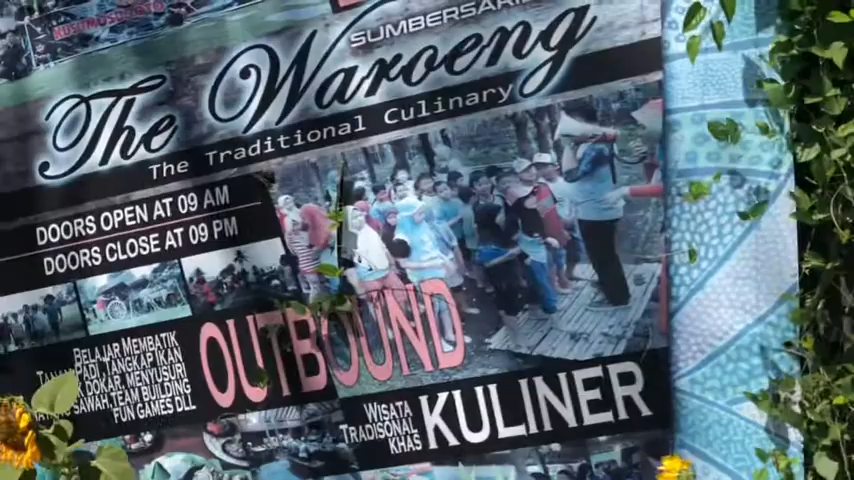 KUSUMOSUTOTO
SUMBERSARI
The Waroeng
The Traditional Culinary
DOORS OPEN AT 09 AM
DOORS CLOSE AT 09 PM
OUTBOUND
BELAJAR MEMBATIK
PADI, TANGKAP IKAN
DOKAR, MENYUSURI
SAWAH, TEAM BUILDING
FUN GAMES DLL
WISATA
TRADISONAL
KHAS
KULINER